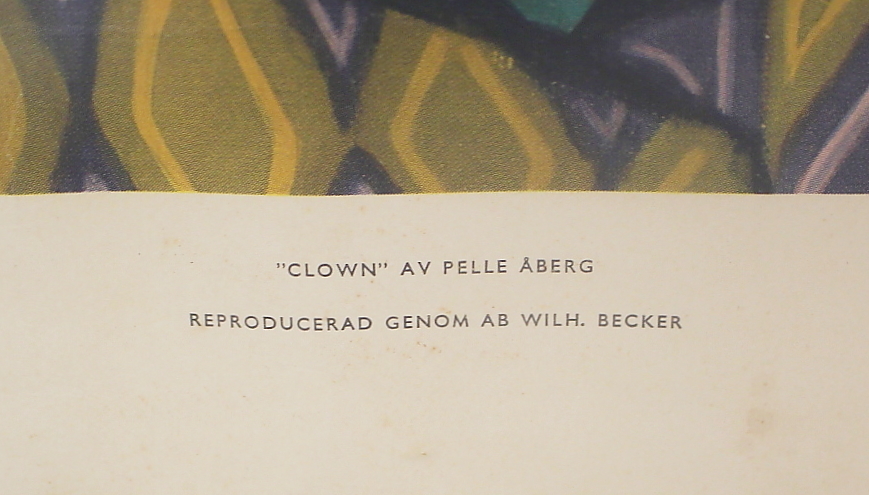 ”CLOWN” AV PELLE ÅBERG
REPRODUCERAD GENOM AB WILH. BECKER